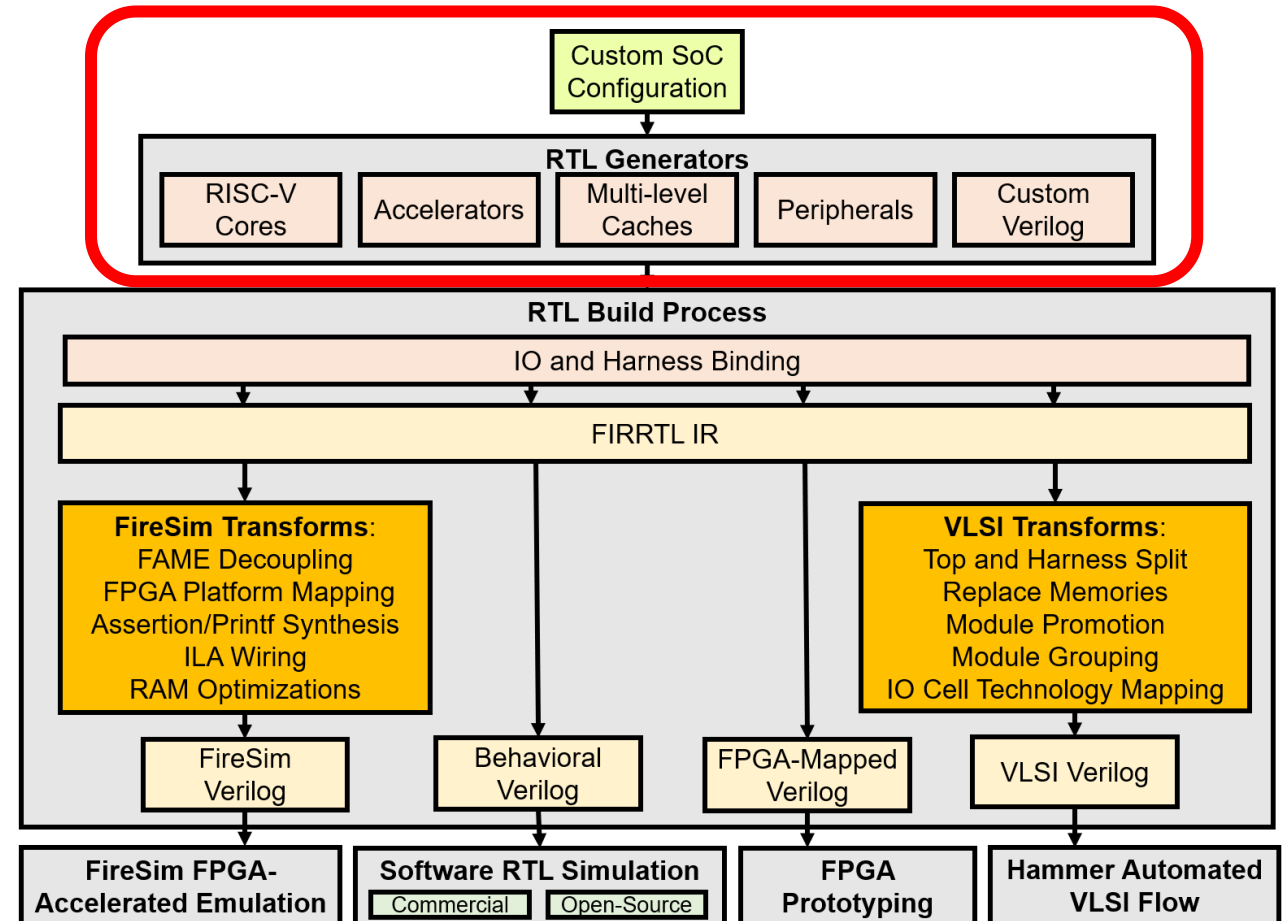 Custom SoC
Configuration
RTL Generators
RISC-V
Cores
Accelerators
Multi-level
Caches
Peripherals
Custom
Verilog
RTL Build Process
IO and Harness Binding
FIRRTL IR
FireSim Transforms:
FAME Decoupling
FPGA Platform Mapping
Assertion/Printf Synthesis
ILA Wiring
RAM Optimizations
VLSI Transforms:
Top and Harness Split
Replace Memories
Module Promotion
Module Grouping
IO Cell Technology Mapping
FireSim
Verilog
Behavioral
Verilog
FPGA-Mapped
Verilog
VLSI Verilog
FireSim FPGA-
Accelerated Emulation
Software RTL Simulation
Commercial
Open-Source
FPGA
Prototyping
Hammer Automated
VLSI Flow